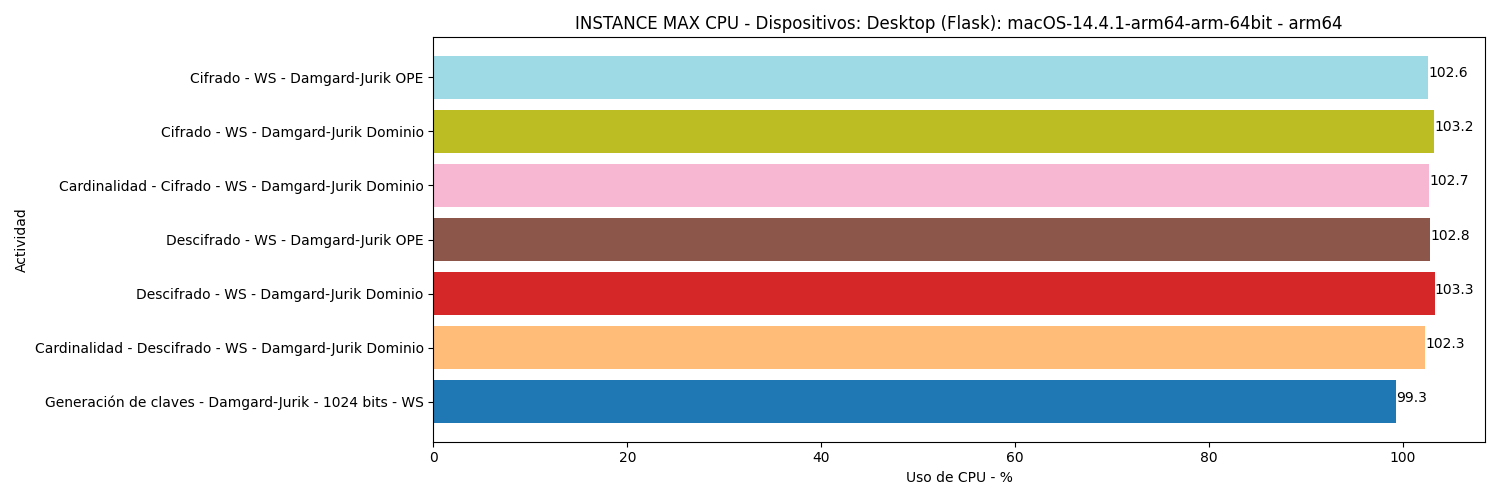 INSTANCE MAX CPU - Dispositivos: Desktop (Flask): macOS-14.4.1-arm64-arm-64bit - arm64
Actividad
Cifrado - WS - Damgard-Jurik OPE
102.6
Cifrado - WS - Damgard-Jurik Dominio
103.2
Cardinalidad - Cifrado - WS - Damgard-Jurik Dominio
102.7
Descifrado - WS - Damgard-Jurik OPE
102.8
Descifrado - WS - Damgard-Jurik Dominio
103.3
Cardinalidad - Descifrado - WS - Damgard-Jurik Dominio
102.3
Generación de claves - Damgard-Jurik - 1024 bits - WS
99.3
0 20 40 60 80 100
Uso de CPU - %